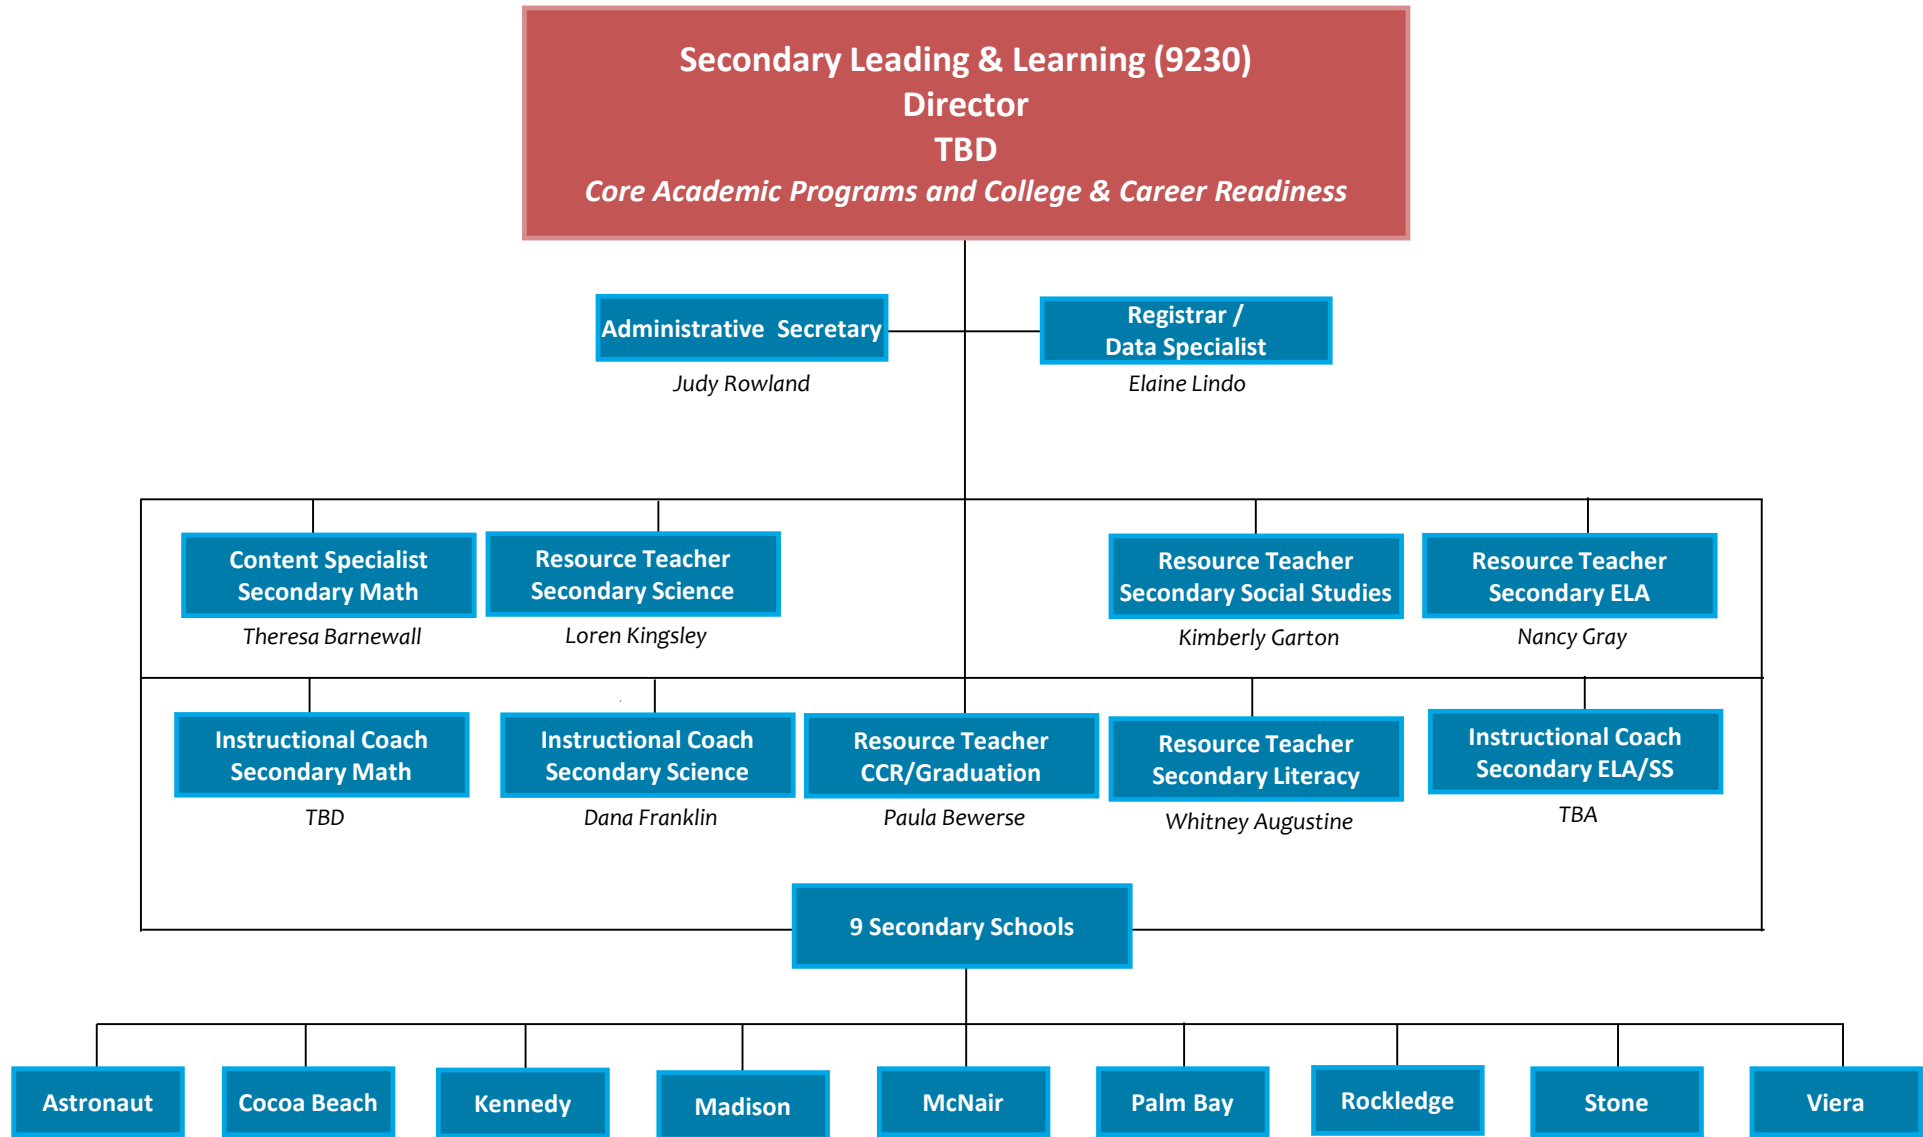 Secondary Leading & Learning (9230)
Director
TBD
Core Academic Programs and College & Career Readiness
Administrative  Secretary
Judy Rowland
Registrar /
Data Specialist
Elaine Lindo
Content Specialist
Secondary Math
Theresa Barnewall
Resource Teacher
Secondary Science
Loren Kingsley
Resource Teacher
Secondary Social Studies
Kimberly Garton
Resource Teacher
Secondary ELA
Nancy Gray
Instructional Coach
Secondary Math
TBD
Instructional Coach
Secondary Science
Dana Franklin
Resource Teacher
CCR/Graduation
Paula Bewerse
Resource Teacher
Secondary Literacy
Whitney Augustine
Instructional Coach
Secondary ELA/SS
TBA
9 Secondary Schools
Astronaut
Cocoa Beach
Kennedy
Madison
McNair
Palm Bay
Rockledge
Stone
Viera